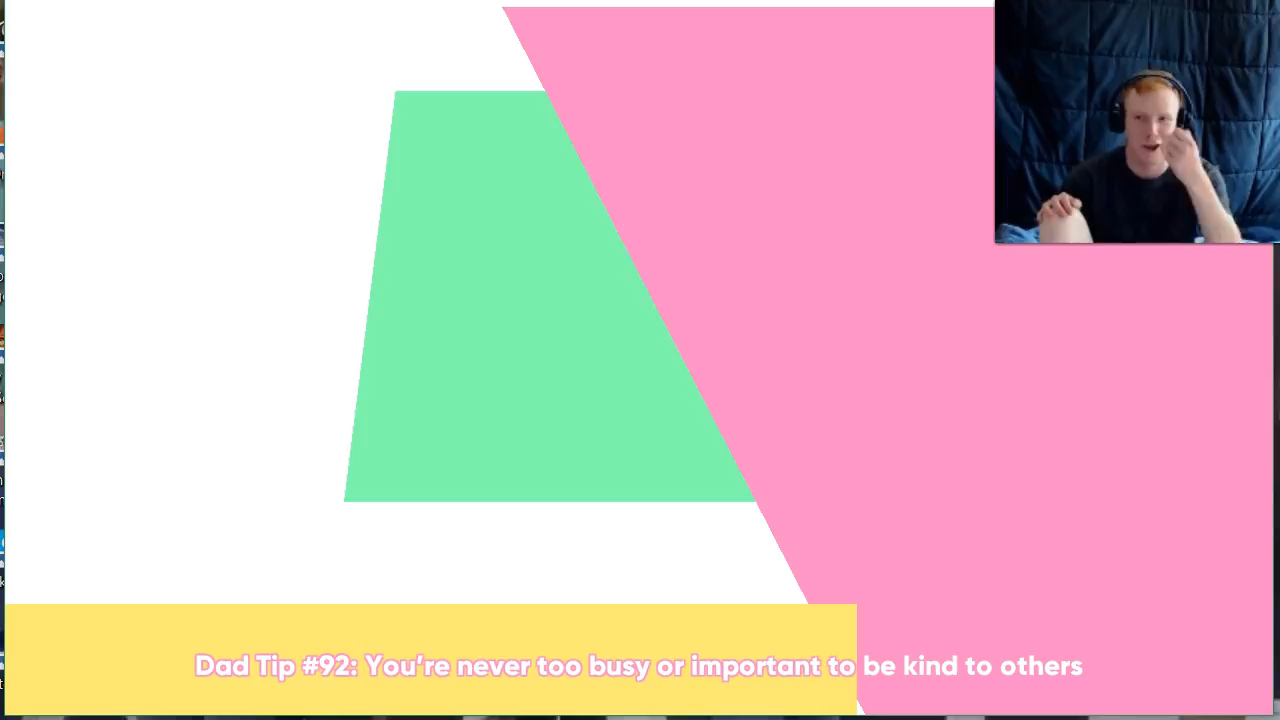 Dad Tip #92: You’re never too busy or important to be kind to others